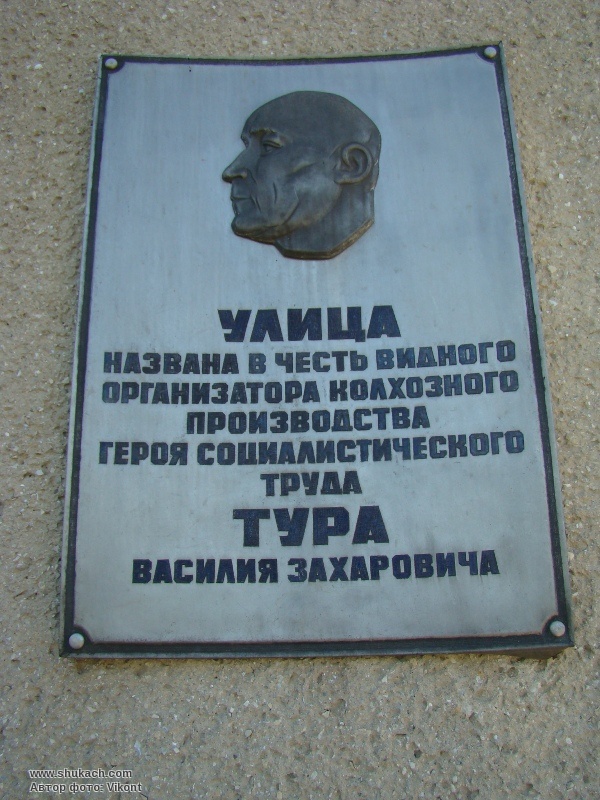 УЛИЦА
НАЗВАНА В ЧЕСТЬ ВИДНОГО
ОРГАНИЗАТОРА КОЛХОЗНОГО
ПРОИЗВОДСТВА
ГЕРОЯ СОЦИАЛИСТИЧЕСКОГО
ТРУДА
ТУРА
ВАСИЛИЯ ЗАХАРОВИЧА
www.shukach.com
Автор фото: Vikont